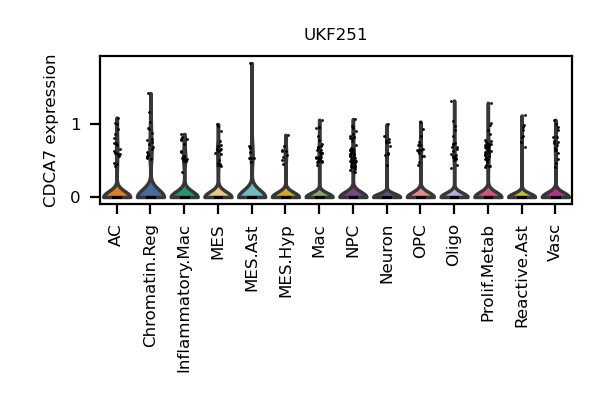 UKF251
CDCA7 expression
1
0
AC
Chromatin.Reg
Inflammatory.Mac
MES
MES.Ast
MES.Hyp
Mac
NPC
Neuron
OPC
Oligo
Prolif.Metab
Reactive.Ast
Vasc